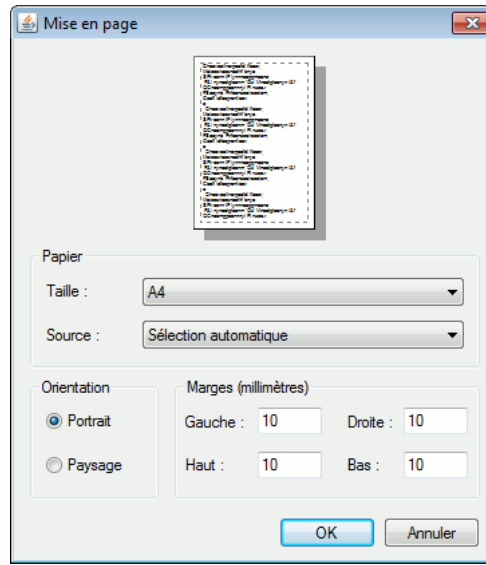 Mise en page
Papier
Taille :
A4
Source :
Sélection automatique
Orientation
Portrait
Paysage
Marges (millimètres)
Gauche : 10 Droite : 10
Haut : 10 Bas : 10
OK Annuler